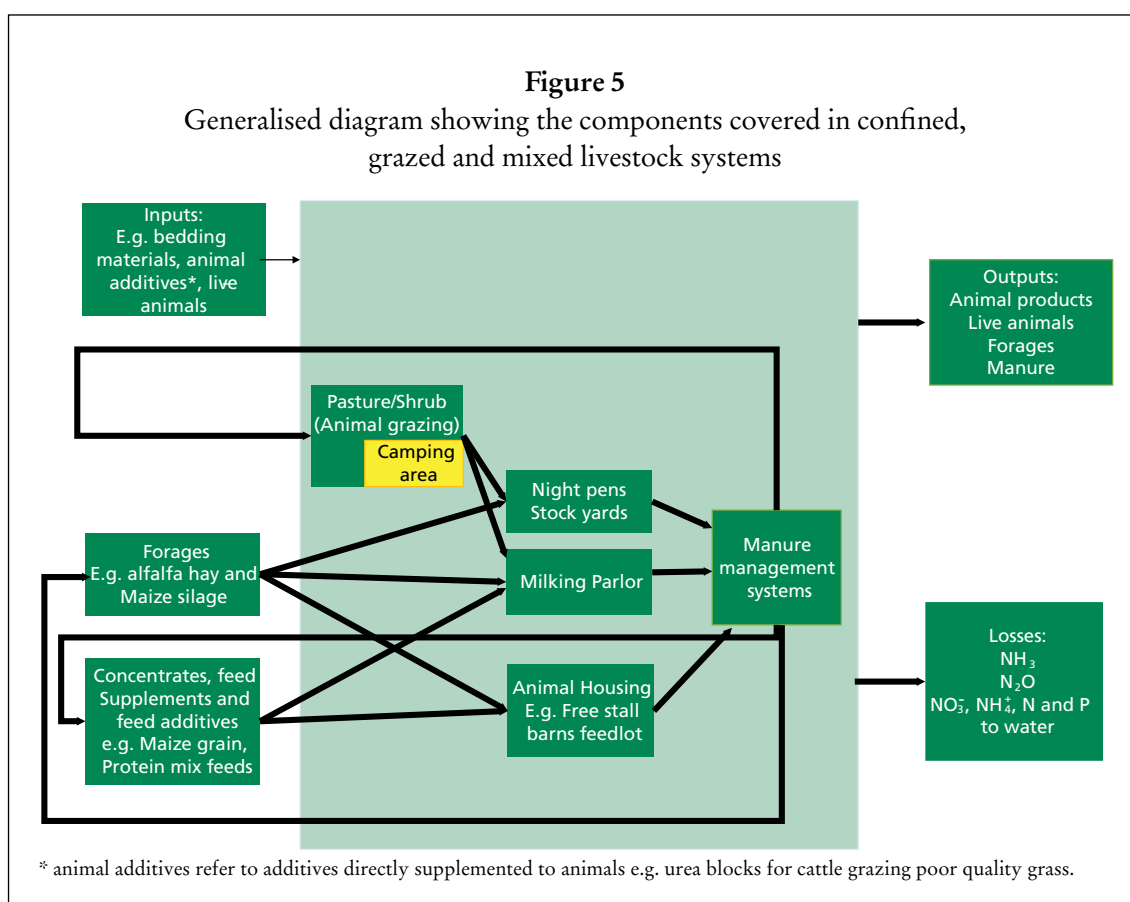 Figure 5
Generalised diagram showing the components covered in confined,
grazed and mixed livestock systems
Inputs:
E.g. bedding
materials, animal
additives*, live
animals
Outputs:
Animal products
Live animals
Forages
Manure
Pasture/Shrub
(Animal grazing)
Camping
area
Night pens
Stock yards
Manure
management
systems
Forages
E.g. alfalfa hay and
Maize silage
Milking Parlor
Losses:
NH₃
N₂O
NO₃⁻, NH₄⁺, N and P
to water
Concentrates, feed
Supplements and
feed additives
e.g. Maize grain,
Protein mix feeds
Animal Housing
E.g. Free stall
barns feedlot
* animal additives refer to additives directly supplemented to animals e.g. urea blocks for cattle grazing poor quality grass.